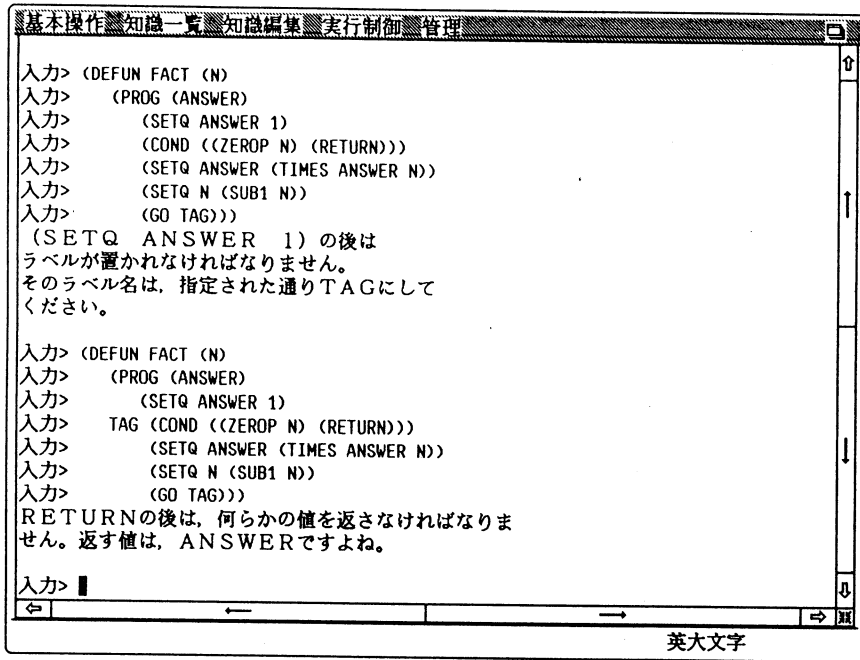 基本操作 知識一覧 知識編集 実行制御 管理
入力> (DEFUN FACT (N)
入力> (PROG (ANSWER)
入力> (SETQ ANSWER 1)
入力> (COND ((ZEROP N) (RETURN)))
入力> (SETQ ANSWER (TIMES ANSWER N))
入力> (SETQ N (SUB1 N))
入力> (GO TAG)))
(SETQ ANSWER 1)の後は
ラベルが置かれなければなりません。
そのラベル名は,指定された通りTAGにして
ください。
入力> (DEFUN FACT (N)
入力> (PROG (ANSWER)
入力> (SETQ ANSWER 1)
入力> TAG (COND ((ZEROP N) (RETURN)))
入力> (SETQ ANSWER (TIMES ANSWER N))
入力> (SETQ N (SUB1 N))
入力> (GO TAG)))
RETURNの後は,何らかの値を返さなければなりま
せん。返す値は,ANSWERですよね。
入力>
英大文字